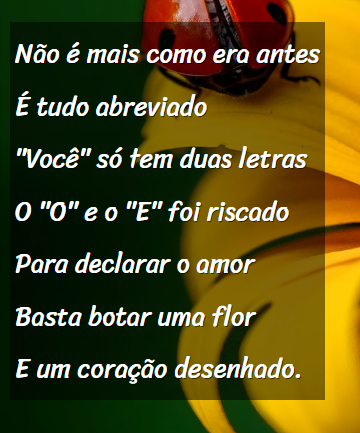 Não é mais como era antes
É tudo abreviado
"Você" só tem duas letras
O "O" e o "E" foi riscado
Para declarar o amor
Basta botar uma flor
E um coração desenhado.